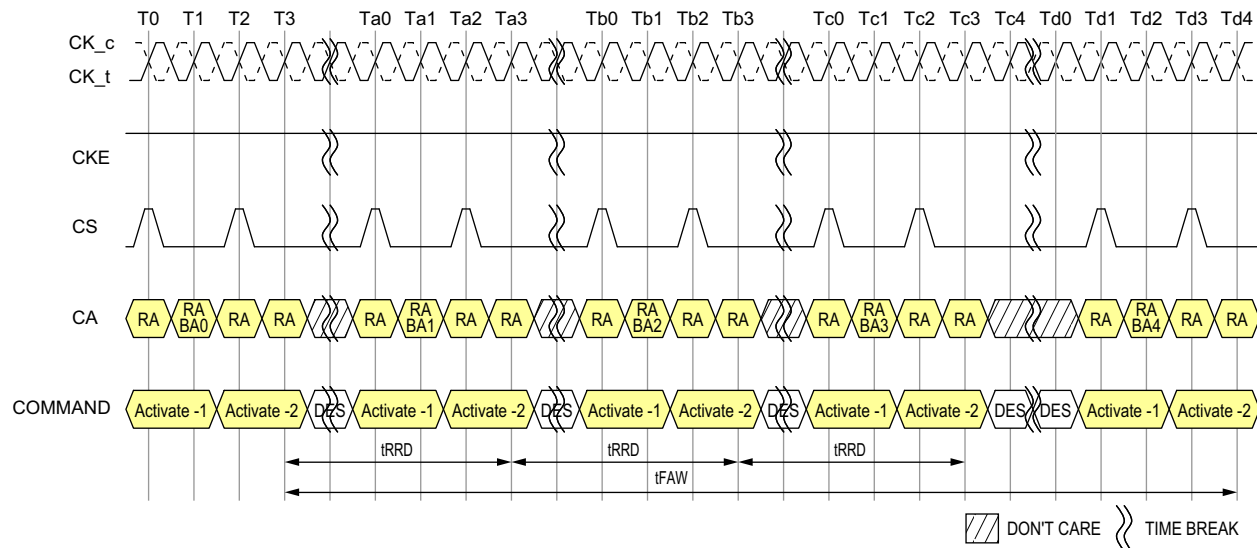 T0 T1 T2 T3 Ta0 Ta1 Ta2 Ta3 Tb0 Tb1 Tb2 Tb3 Tc0 Tc1 Tc2 Tc3 Tc4 Td0 Td1 Td2 Td3 Td4
CK_c
CK_t
CKE
CS
CA RA RA BA0 RA RA RA RA BA1 RA RA RA RA BA2 RA RA RA RA BA3 RA RA RA RA BA4 RA RA
COMMAND Activate -1 Activate -2 DES Activate -1 Activate -2 DES Activate -1 Activate -2 DES Activate -1 Activate -2 DES DES Activate -1 Activate -2
tRRD tRRD tRRD
tFAW
DON'T CARE TIME BREAK